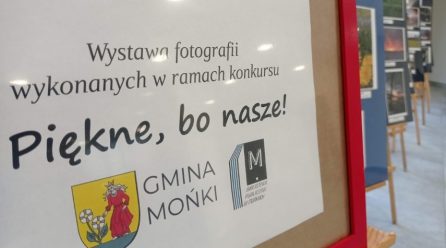 Wystawa fotografii
wykonanych w ramach konkursu
Piękne, bo nasze!
GMINA
MOŃKI
M